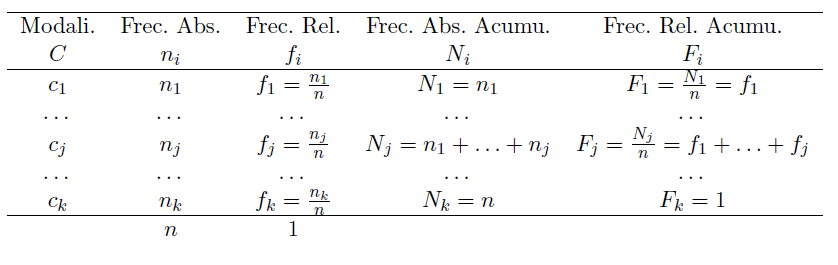 Modali. Frec. Abs. Frec. Rel. Frec. Abs. Acumu. Frec. Rel. Acumu.
C n_i f_i N_i F_i
c_1 n_1 f_1 = n_1/n N_1 = n_1 F_1 = N_1/n = f_1
... ... ... ... ...
c_j n_j f_j = n_j/n N_j = n_1 + ... + n_j F_j = N_j/n = f_1 + ... + f_j
... ... ... ... ...
c_k n_k f_k = n_k/n N_k = n F_k = 1
n 1